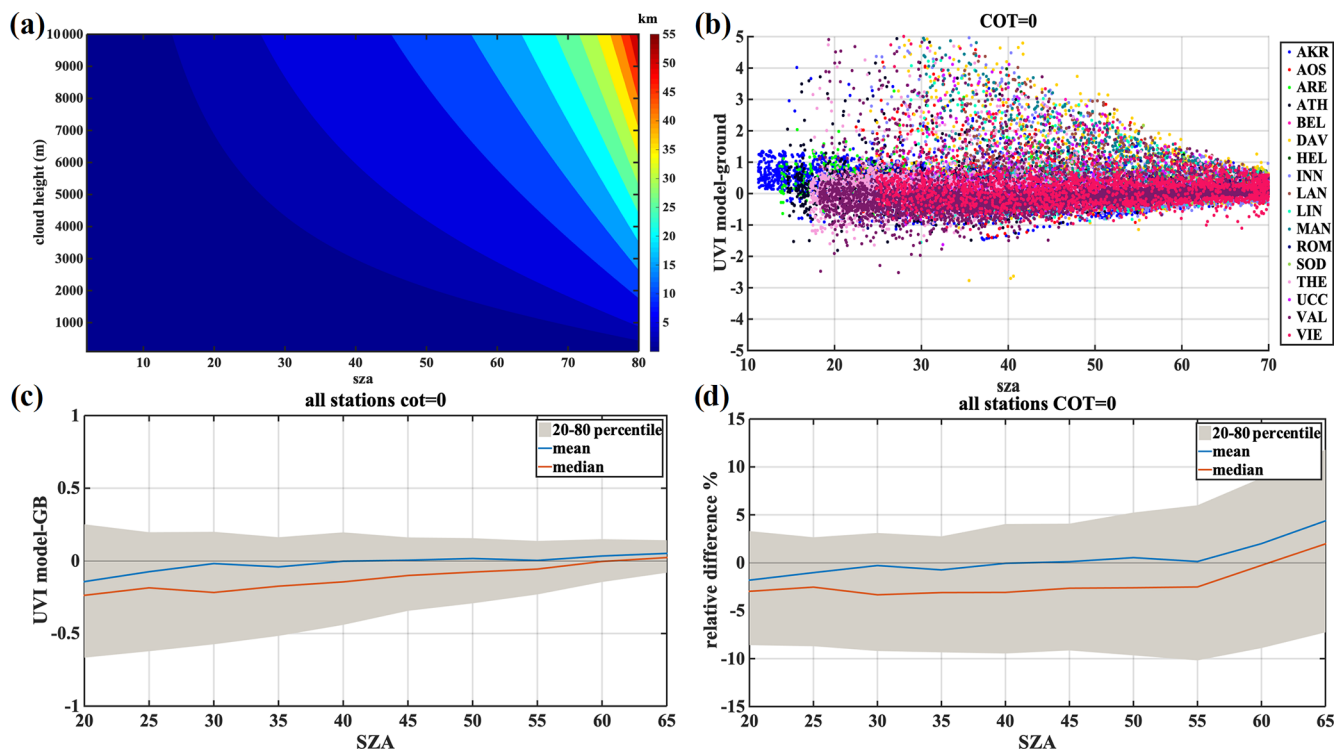 (a)
km
10000
9000
8000
7000
6000
5000
4000
3000
2000
1000
cloud height (m)
10 20 30 40 50 60 70 80
sza
55
50
45
40
35
30
25
20
15
10
5
(b)
COT=0
5
4
3
2
1
0
-1
-2
-3
-4
-5
UVI model-ground
10 20 30 40 50 60 70
sza
AKR
AOS
ARE
ATH
BEL
DAV
HEL
INN
LAN
LIN
MAN
ROM
SOD
THE
UCC
VAL
VIE
(c)
all stations cot=0
1
0.5
0
-0.5
-1
UVI model-GB
20-80 percentile
mean
median
20 25 30 35 40 45 50 55 60 65
SZA
(d)
all stations COT=0
15
10
5
0
-5
-10
-15
relative difference %
20-80 percentile
mean
median
20 25 30 35 40 45 50 55 60 65
SZA